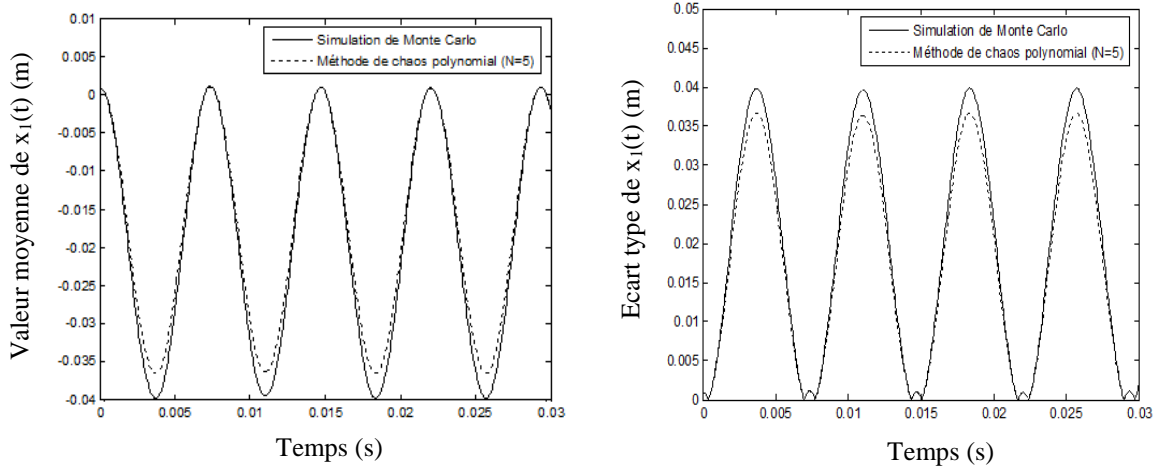 Valeur moyenne de x1(t) (m)
0.01
0.005
0
-0.005
-0.01
-0.015
-0.02
-0.025
-0.03
-0.035
-0.04
Simulation de Monte Carlo
Méthode de chaos polynomial (N=5)
0 0.005 0.01 0.015 0.02 0.025 0.03
Temps (s)
Ecart type de x1(t) (m)
0.05
0.045
0.04
0.035
0.03
0.025
0.02
0.015
0.01
0.005
0
Simulation de Monte Carlo
Méthode de chaos polynomial (N=5)
0 0.005 0.01 0.015 0.02 0.025 0.03
Temps (s)